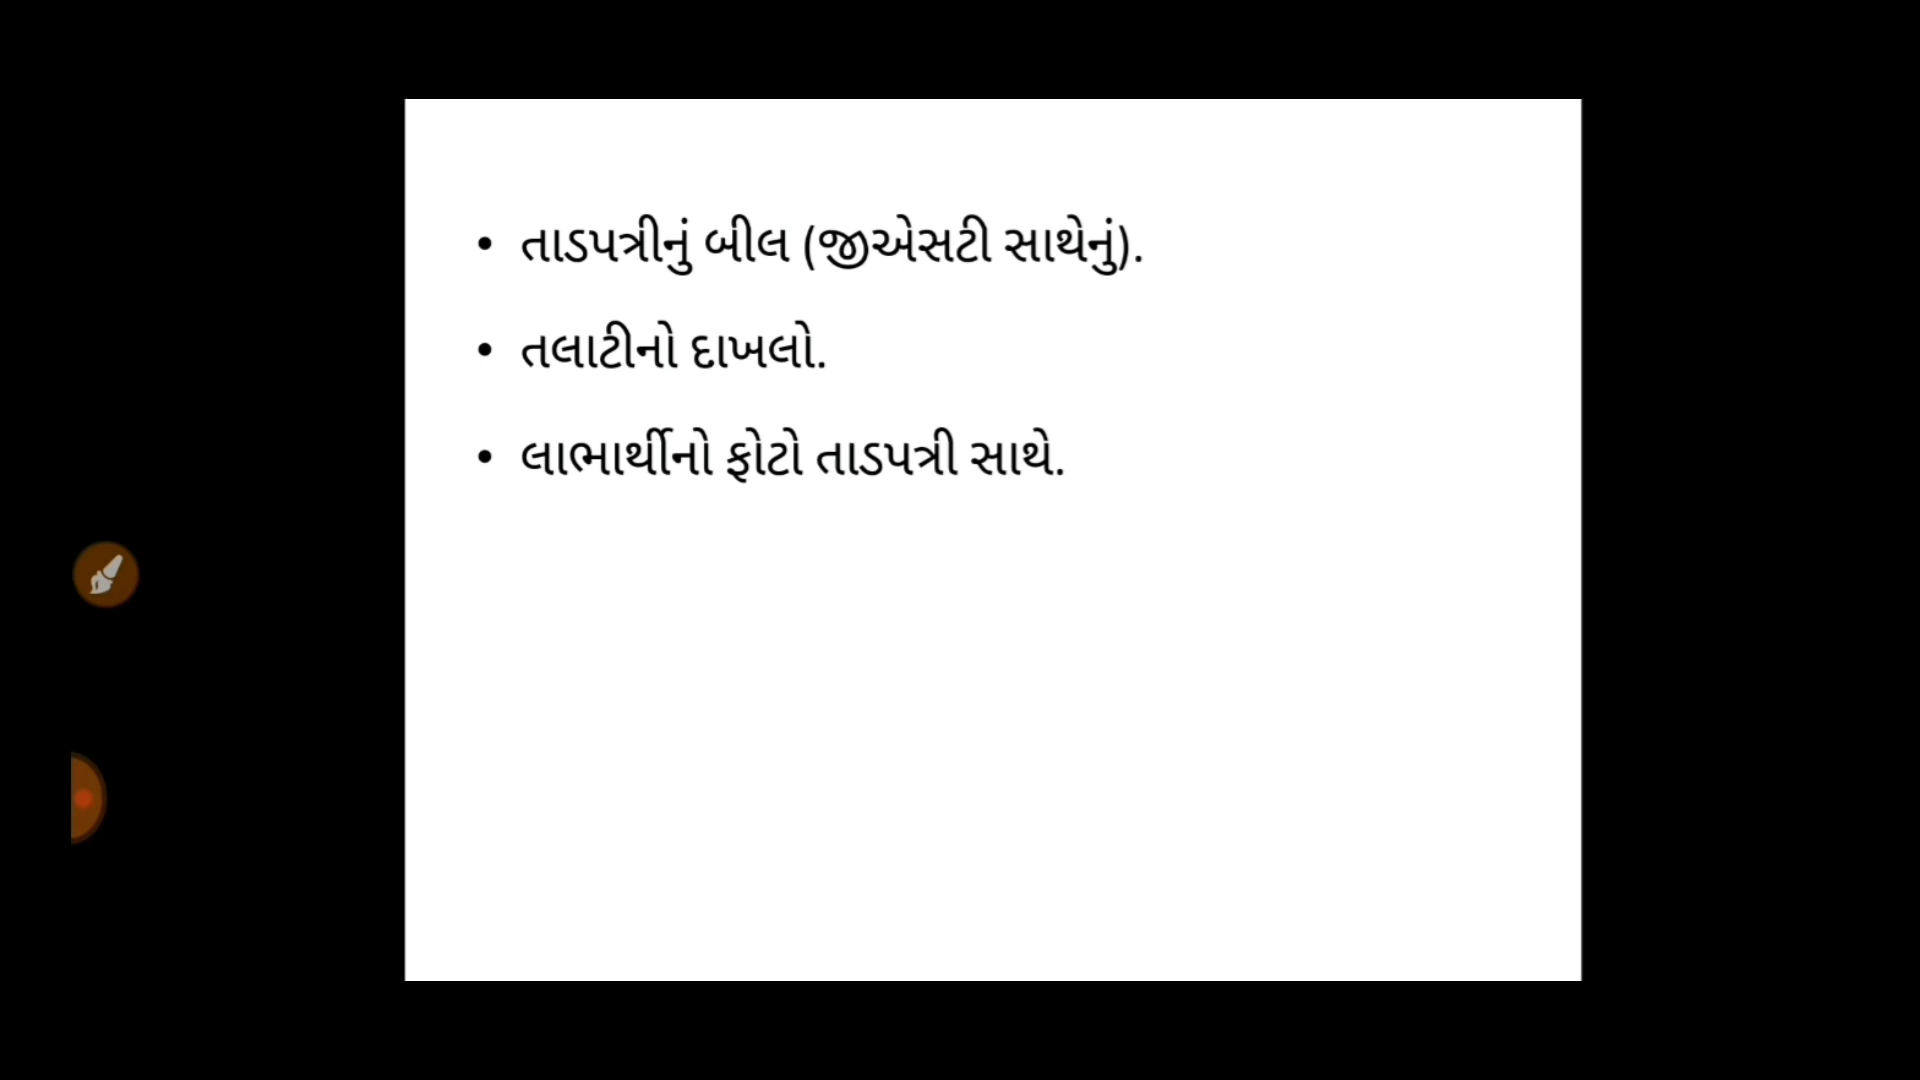 • તાડપત્રીનું બીલ (જીએસટી સાથેનું).
• તલાટીનો દાખલો.
• લાભાર્થીનો ફોટો તાડપત્રી સાથે.